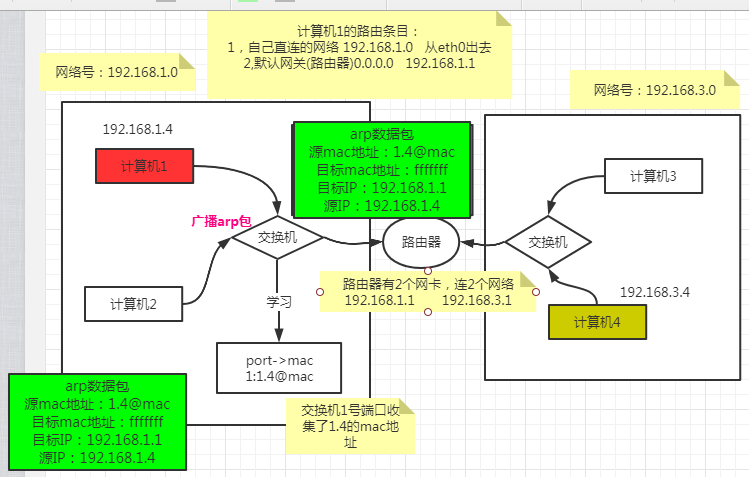 计算机1的路由条目：
1，自己直连的网络 192.168.1.0 从eth0出去
2,默认网关(路由器)0.0.0.0 192.168.1.1
网络号：192.168.1.0
网络号：192.168.3.0
192.168.1.4
计算机1
arp数据包
源mac地址：1.4@mac
目标mac地址：fffffff
目标IP：192.168.1.1
源IP：192.168.1.4
计算机3
广播arp包
交换机
路由器
交换机
路由器有2个网卡，连2个网络
192.168.1.1 192.168.3.1
192.168.3.4
计算机2
学习
计算机4
port->mac
1:1.4@mac
arp数据包
源mac地址：1.4@mac
目标mac地址：fffffff
目标IP：192.168.1.1
源IP：192.168.1.4
交换机1号端口收
集了1.4的mac地
址